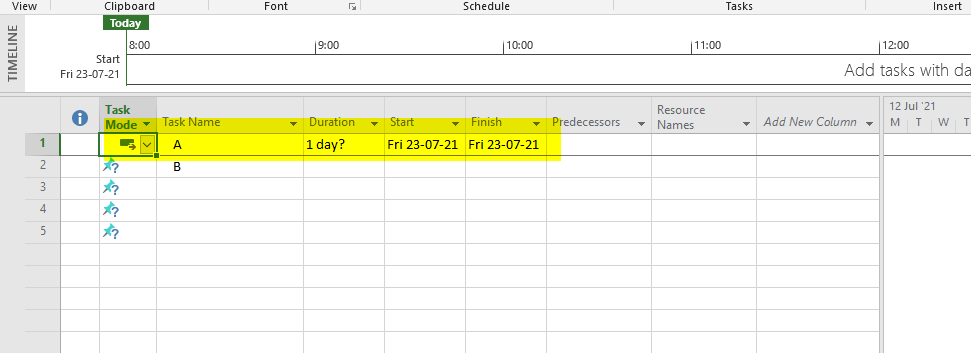 View Clipboard Font Schedule Tasks Insert
Today
TIMELINE
8:00 9:00 10:00 11:00 12:00
Start
Fri 23-07-21
Add tasks with da
Task Mode Task Name Duration Start Finish Predecessors Resource Names Add New Column
12 Jul '21
M T W T
1 A 1 day? Fri 23-07-21 Fri 23-07-21
2 ? B
3 ?
4 ?
5 ?